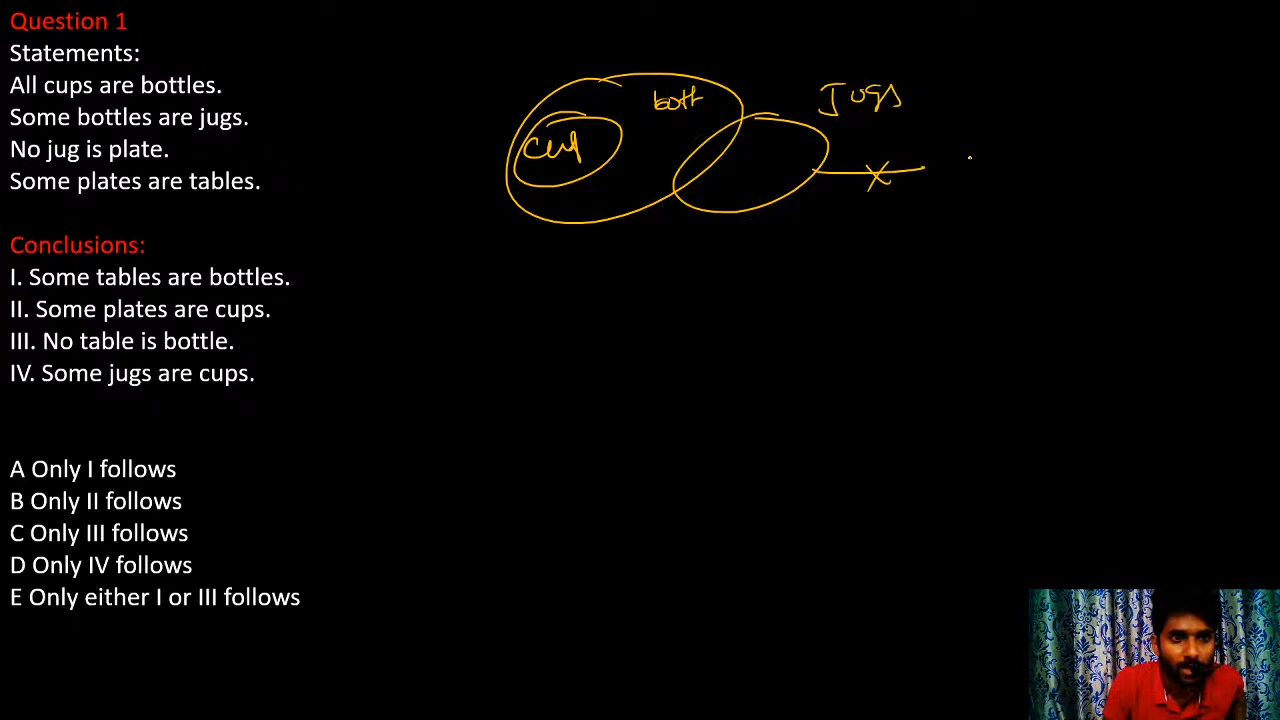 Question 1
Statements:
All cups are bottles.
Some bottles are jugs.
No jug is plate.
Some plates are tables.
Conclusions:
I. Some tables are bottles.
II. Some plates are cups.
III. No table is bottle.
IV. Some jugs are cups.
A Only I follows
B Only II follows
C Only III follows
D Only IV follows
E Only either I or III follows
cup
bott
Jugs